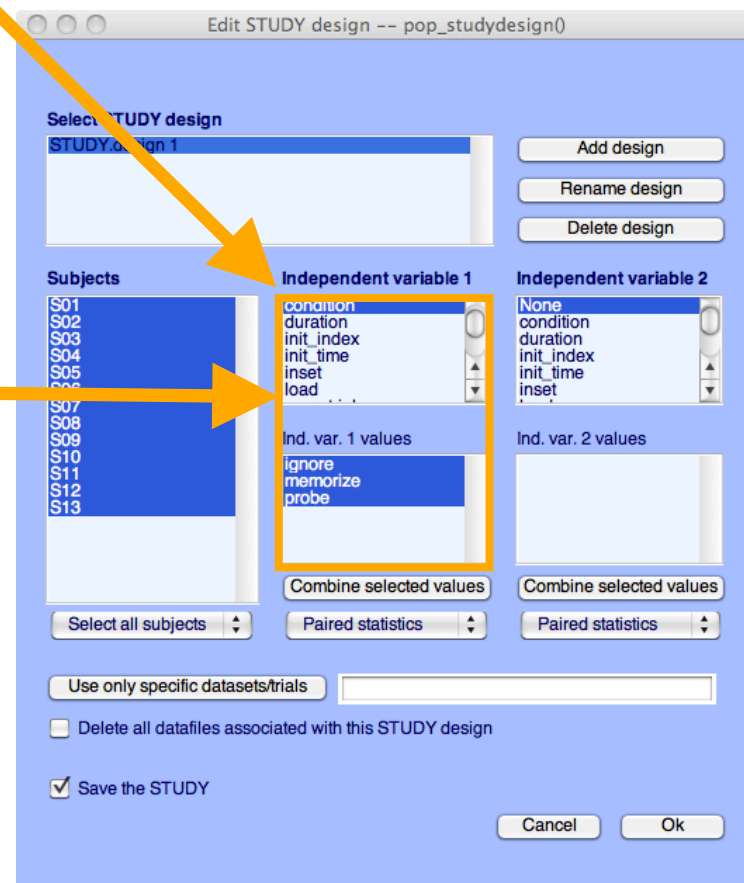 Edit STUDY design -- pop_studydesign()
Select STUDY design
STUDY.design 1
Add design
Rename design
Delete design
Subjects
S01
S02
S03
S04
S05
S06
S07
S08
S09
S10
S11
S12
S13
Select all subjects
Independent variable 1
condition
duration
init_index
init_time
inset
load
Ind. var. 1 values
ignore
memorize
probe
Combine selected values
Paired statistics
Independent variable 2
None
condition
duration
init_index
init_time
inset
Ind. var. 2 values
Combine selected values
Paired statistics
Use only specific datasets/trials
Delete all datafiles associated with this STUDY design
Save the STUDY
Cancel
Ok